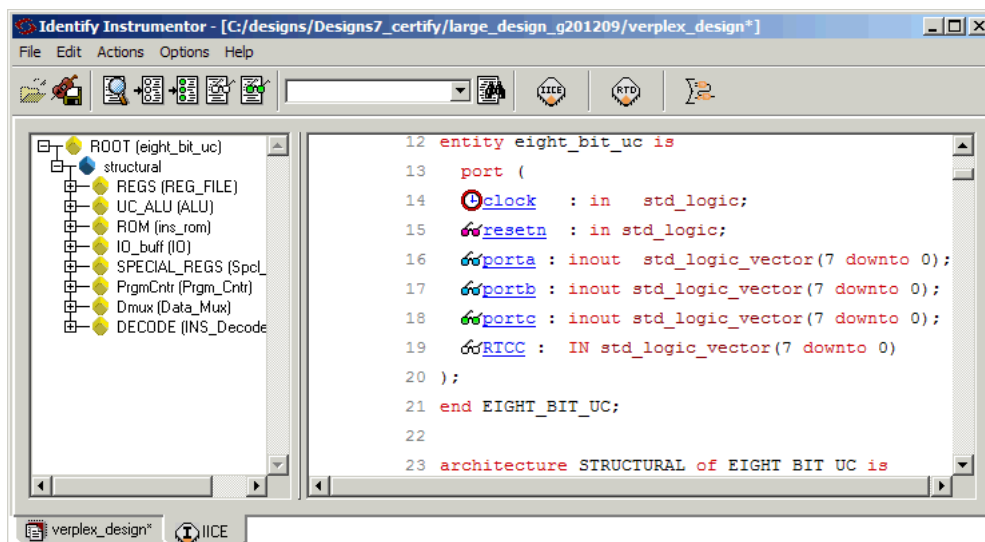 Identify Instrumentor - [C:/designs/Designs7_certify/large_design_g201209/verplex_design*]
File Edit Actions Options Help
IICE RTD
ROOT (eight_bit_uc)
structural
REGS (REG_FILE)
UC_ALU (ALU)
ROM (ins_rom)
IO_buff (IO)
SPECIAL_REGS (Spcl_
PrgmCntr (Prgm_Cntr)
Dmux (Data_Mux)
DECODE (INS_Decode
12 entity eight_bit_uc is
13 port (
14 clock : in std_logic;
15 resetn : in std_logic;
16 porta : inout std_logic_vector(7 downto 0);
17 portb : inout std_logic_vector(7 downto 0);
18 portc : inout std_logic_vector(7 downto 0);
19 RTCC : IN std_logic_vector(7 downto 0)
20 );
21 end EIGHT_BIT_UC;
22
23 architecture STRUCTURAL of EIGHT BIT UC is
verplex_design* I IICE